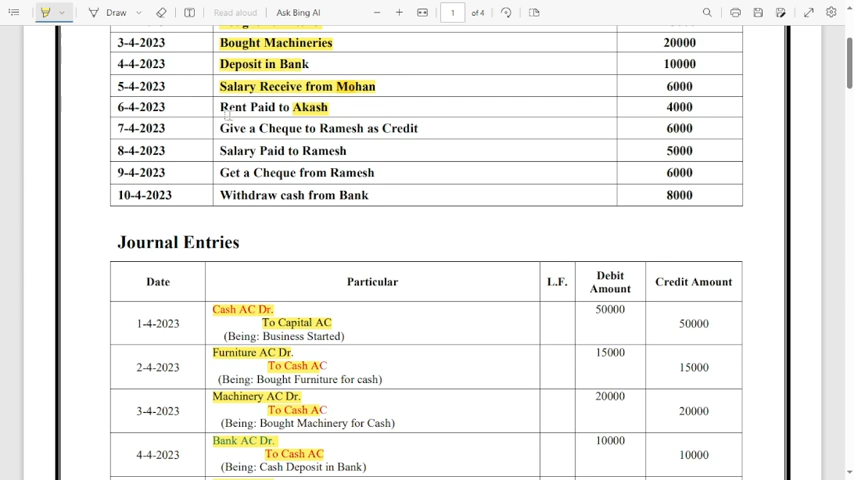 Draw
Read aloud
Ask Bing AI
1
of 4
3-4-2023 Bought Machineries 20000
4-4-2023 Deposit in Bank 10000
5-4-2023 Salary Receive from Mohan 6000
6-4-2023 Rent Paid to Akash 4000
7-4-2023 Give a Cheque to Ramesh as Credit 6000
8-4-2023 Salary Paid to Ramesh 5000
9-4-2023 Get a Cheque from Ramesh 6000
10-4-2023 Withdraw cash from Bank 8000
Journal Entries
Date Particular L.F. Debit Amount Credit Amount
1-4-2023 Cash AC Dr. 50000
To Capital AC 50000
(Being: Business Started)
2-4-2023 Furniture AC Dr. 15000
To Cash AC 15000
(Being: Bought Furniture for cash)
3-4-2023 Machinery AC Dr. 20000
To Cash AC 20000
(Being: Bought Machinery for Cash)
4-4-2023 Bank AC Dr. 10000
To Cash AC 10000
(Being: Cash Deposit in Bank)